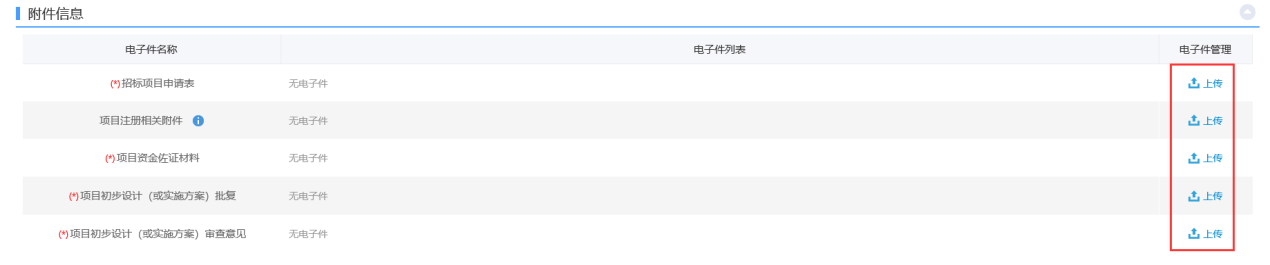 附件信息
电子件名称 电子件列表 电子件管理
(*)招标项目申请表 无电子件 上传
项目注册相关附件 无电子件 上传
(*)项目资金佐证材料 无电子件 上传
(*)项目初步设计（或实施方案）批复 无电子件 上传
(*)项目初步设计（或实施方案）审查意见 无电子件 上传